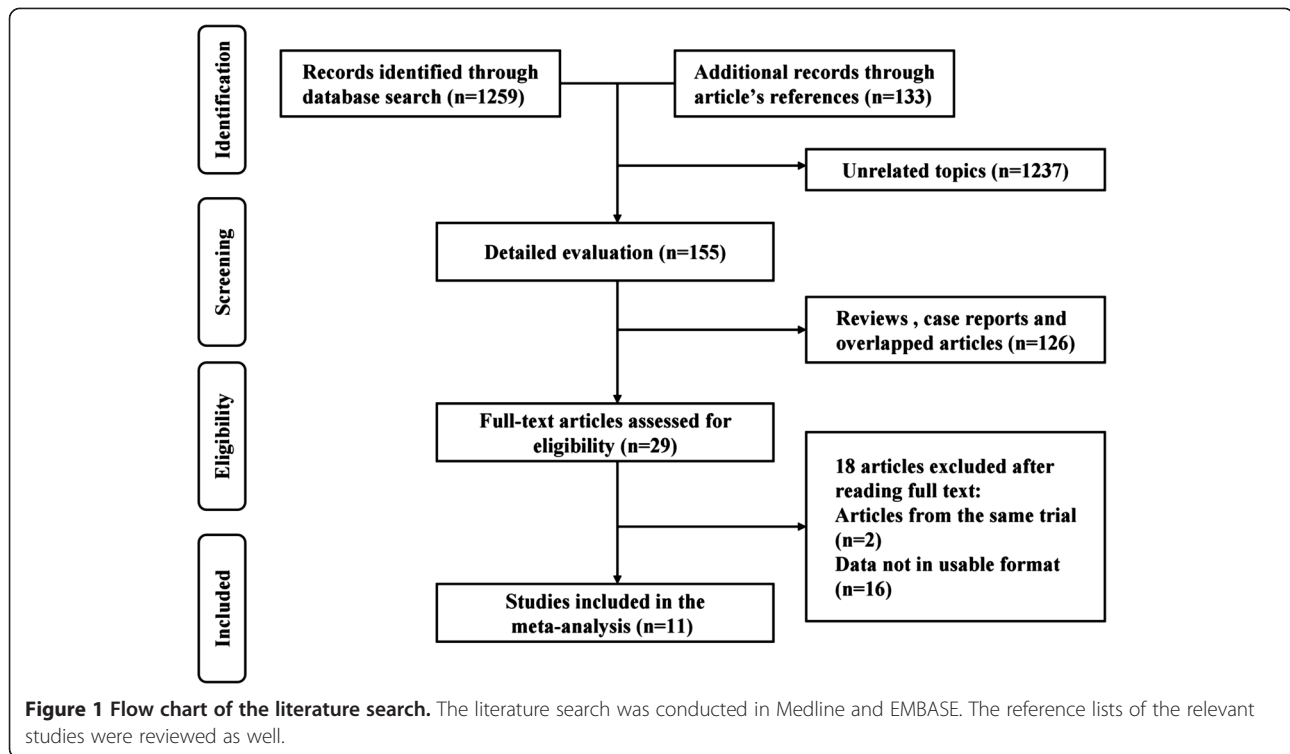 Identification
Records identified through
database search (n=1259)
Additional records through
article's references (n=133)
Unrelated topics (n=1237)
Screening
Detailed evaluation (n=155)
Reviews , case reports and
overlapped articles (n=126)
Eligibility
Full-text articles assessed for
eligibility (n=29)
18 articles excluded after
reading full text:
Articles from the same trial
(n=2)
Data not in usable format
(n=16)
Included
Studies included in the
meta-analysis (n=11)
Figure 1 Flow chart of the literature search. The literature search was conducted in Medline and EMBASE. The reference lists of the relevant
studies were reviewed as well.